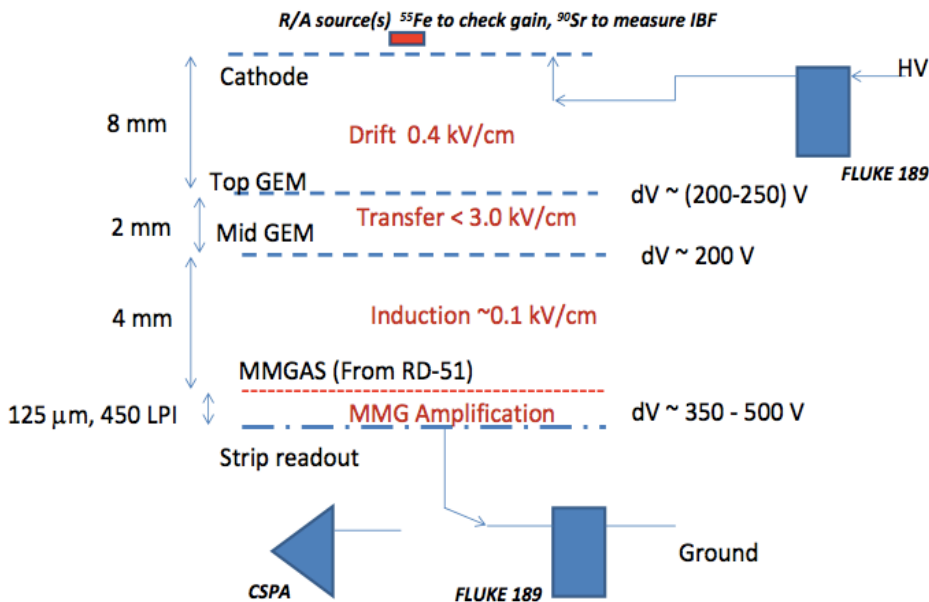 R/A source(s) ⁵⁵Fe to check gain, ⁹⁰Sr to measure IBF
Cathode
HV
8 mm
Drift 0.4 kV/cm
FLUKE 189
Top GEM
dV ~ (200-250) V
2 mm
Transfer < 3.0 kV/cm
Mid GEM
dV ~ 200 V
4 mm
Induction ~0.1 kV/cm
MMGAS (From RD-51)
125 μm, 450 LPI
MMG Amplification
dV ~ 350 - 500 V
Strip readout
Ground
CSPA
FLUKE 189